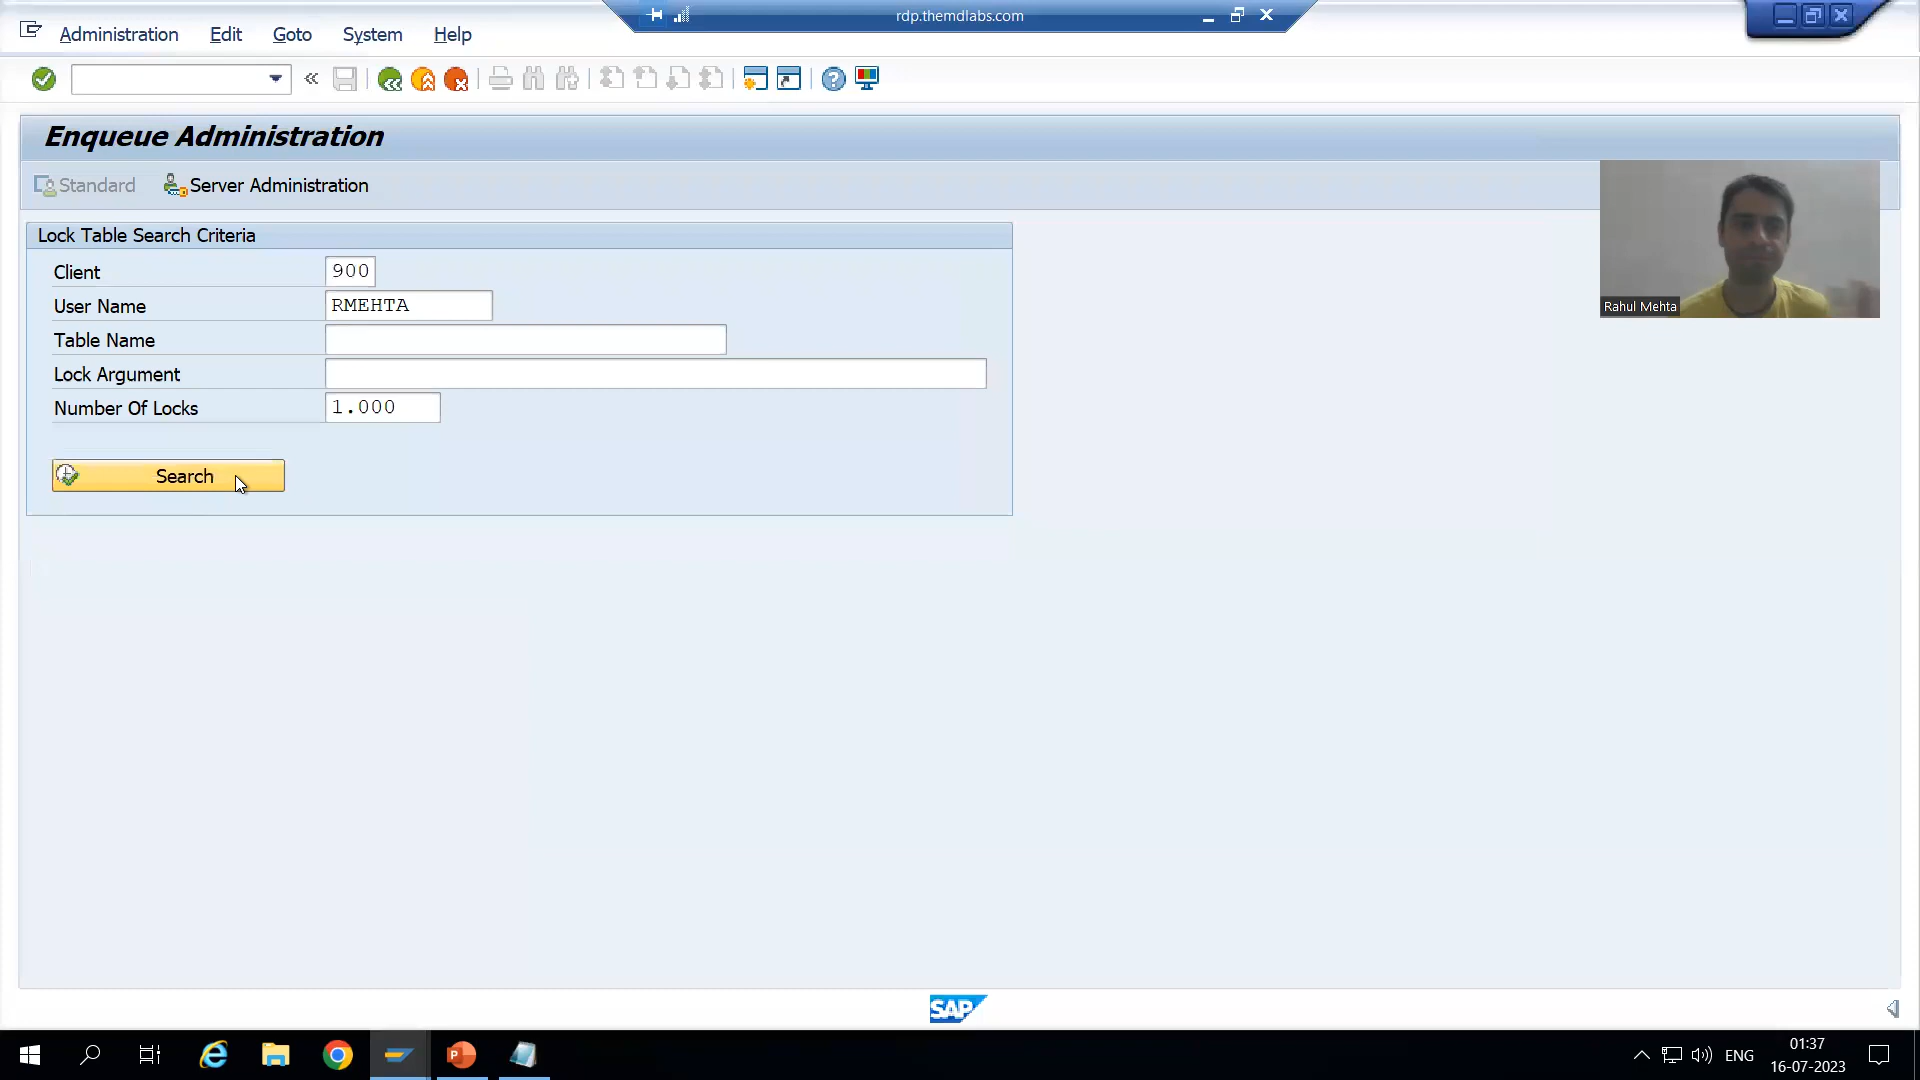 rdp.themdlabs.com
Administration Edit Goto System Help
Enqueue Administration
Standard Server Administration
Lock Table Search Criteria
Client 900
User Name RMEHTA
Table Name
Lock Argument
Number Of Locks 1.000
Search
Rahul Mehta
SAP
ENG
01:37
16-07-2023